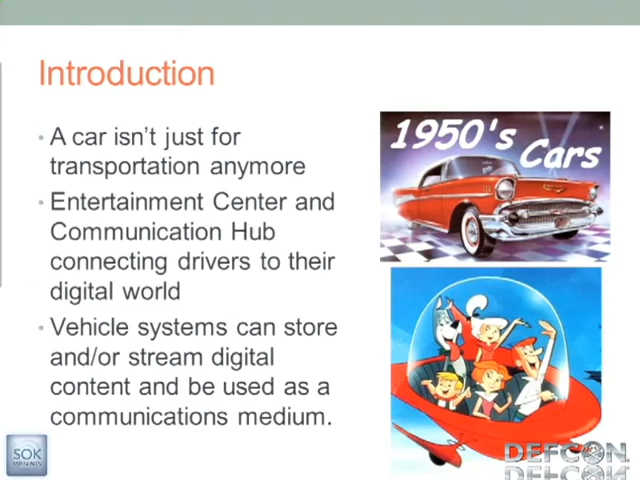 Introduction
• A car isn't just for
transportation anymore
• Entertainment Center and
Communication Hub
connecting drivers to their
digital world
• Vehicle systems can store
and/or stream digital
content and be used as a
communications medium.
1950's
Cars
SOK
DEFCON